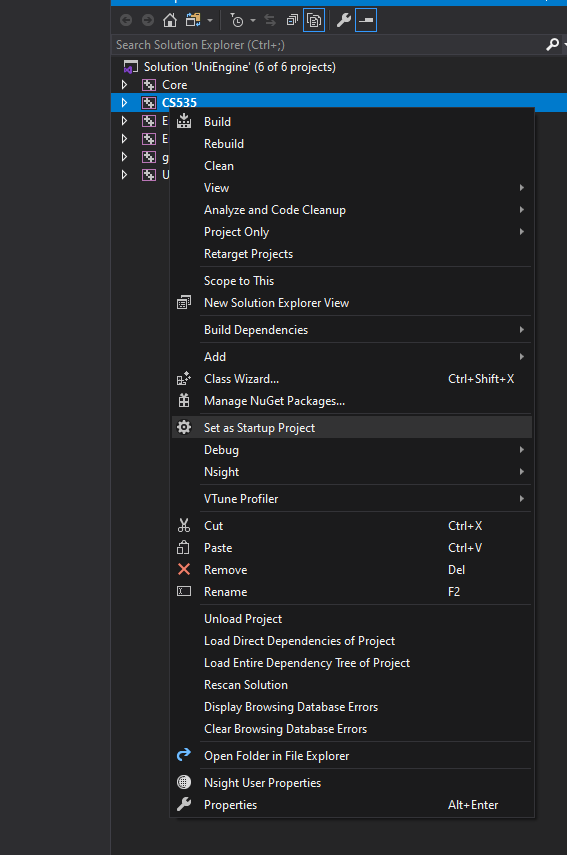 Search Solution Explorer (Ctrl+;)
Solution 'UniEngine' (6 of 6 projects)
Core
CS535
E
E
g
U
Build
Rebuild
Clean
View
Analyze and Code Cleanup
Project Only
Retarget Projects
Scope to This
New Solution Explorer View
Build Dependencies
Add
Class Wizard... Ctrl+Shift+X
Manage NuGet Packages...
Set as Startup Project
Debug
Nsight
VTune Profiler
Cut Ctrl+X
Paste Ctrl+V
Remove Del
Rename F2
Unload Project
Load Direct Dependencies of Project
Load Entire Dependency Tree of Project
Rescan Solution
Display Browsing Database Errors
Clear Browsing Database Errors
Open Folder in File Explorer
Nsight User Properties
Properties Alt+Enter